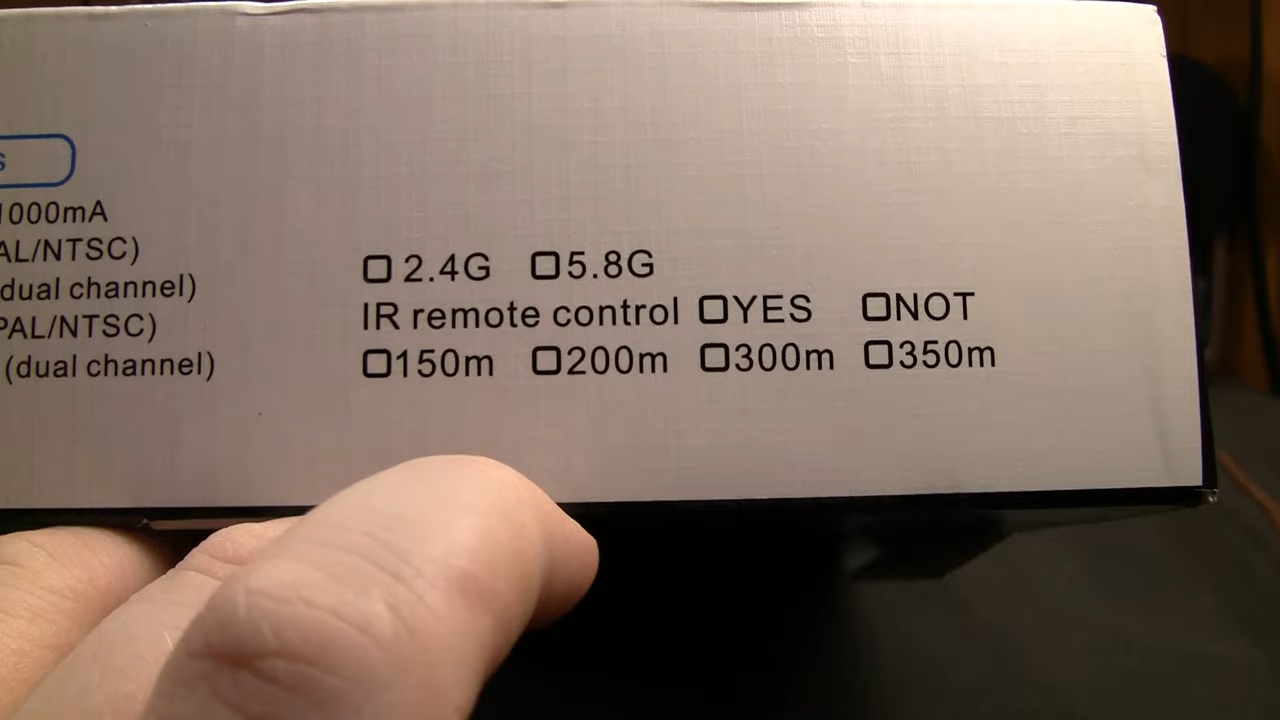 s
1000mA
AL/NTSC)
dual channel)
PAL/NTSC)
(dual channel)
☐ 2.4G ☐ 5.8G
IR remote control ☐ YES ☐ NOT
☐ 150m ☐ 200m ☐ 300m ☐ 350m